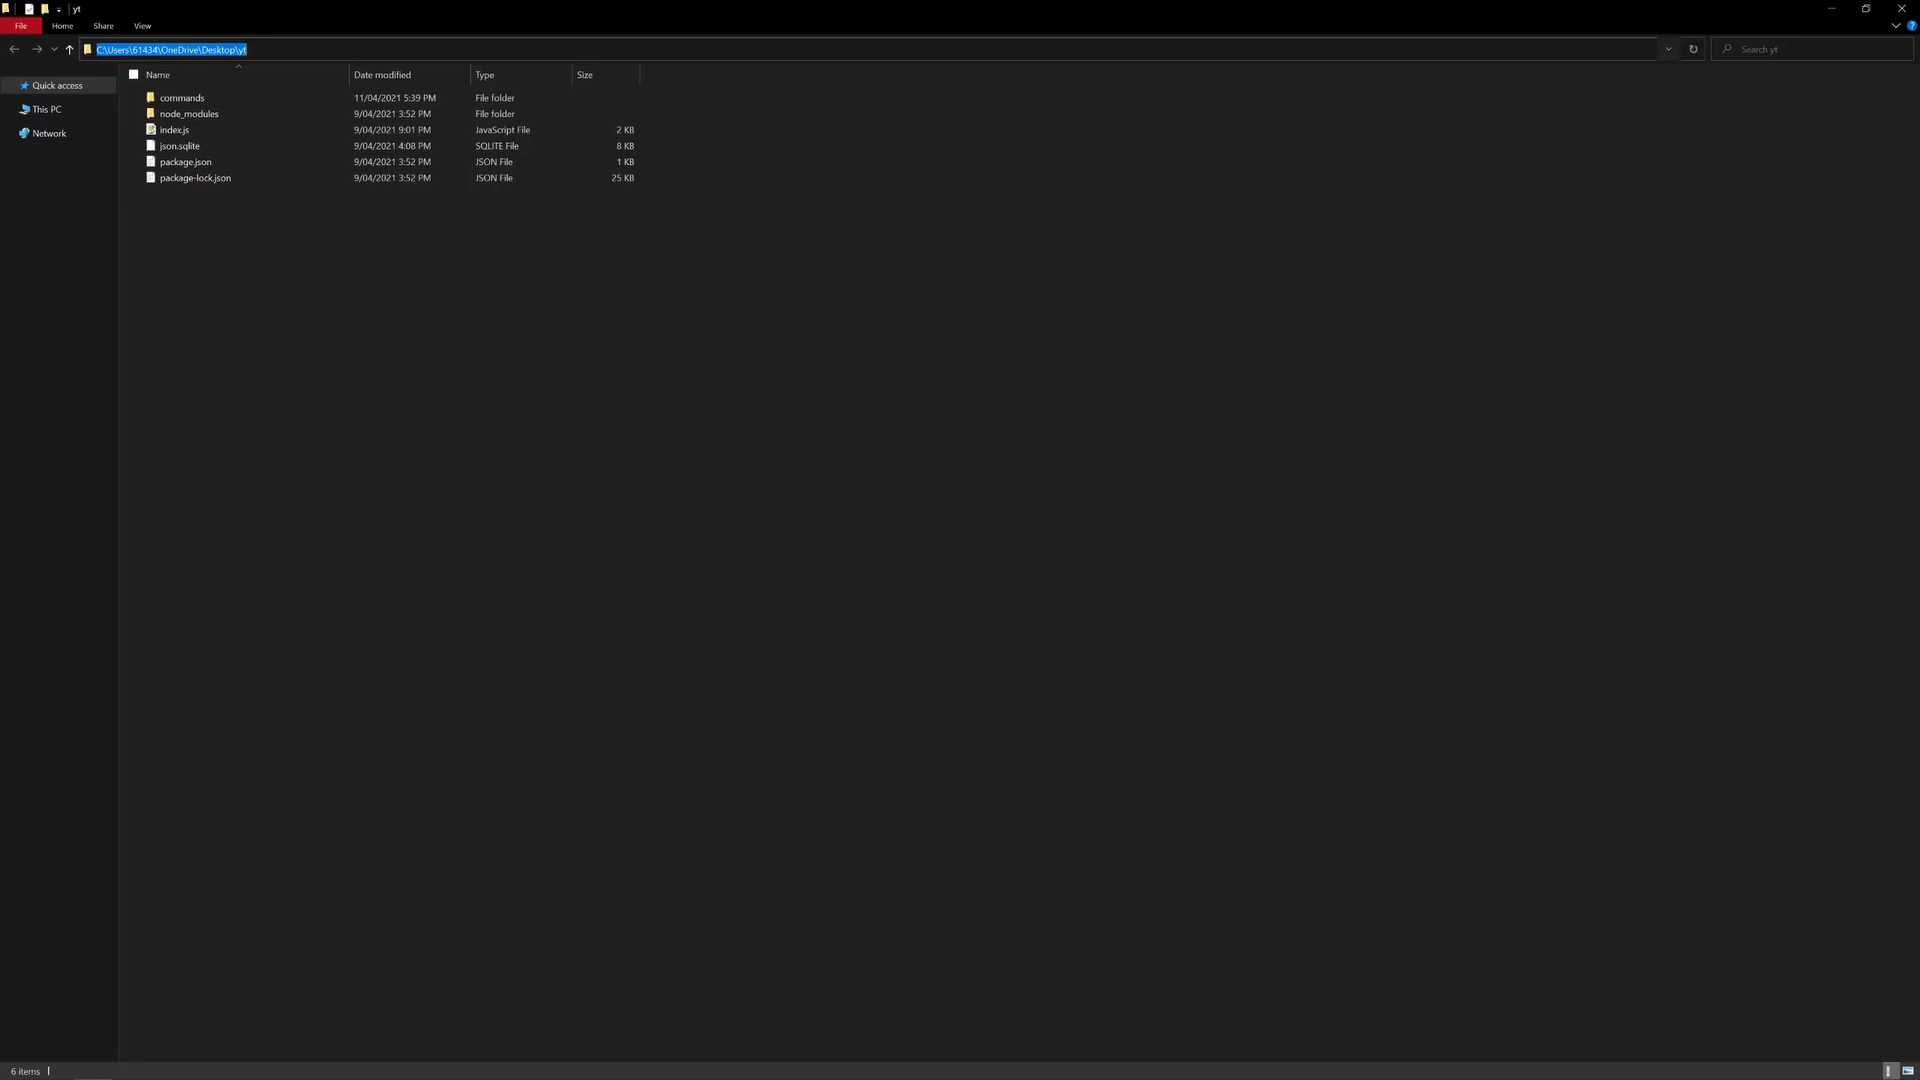 yt
File Home Share View
C:\Users\61434\OneDrive\Desktop\yt
Search yt
Name Date modified Type Size
Quick access
This PC
Network
commands 11/04/2021 5:39 PM File folder
node_modules 9/04/2021 3:52 PM File folder
index.js 9/04/2021 9:01 PM JavaScript File 2 KB
json.sqlite 9/04/2021 4:08 PM SQLITE File 8 KB
package.json 9/04/2021 3:52 PM JSON File 1 KB
package-lock.json 9/04/2021 3:52 PM JSON File 25 KB
6 items